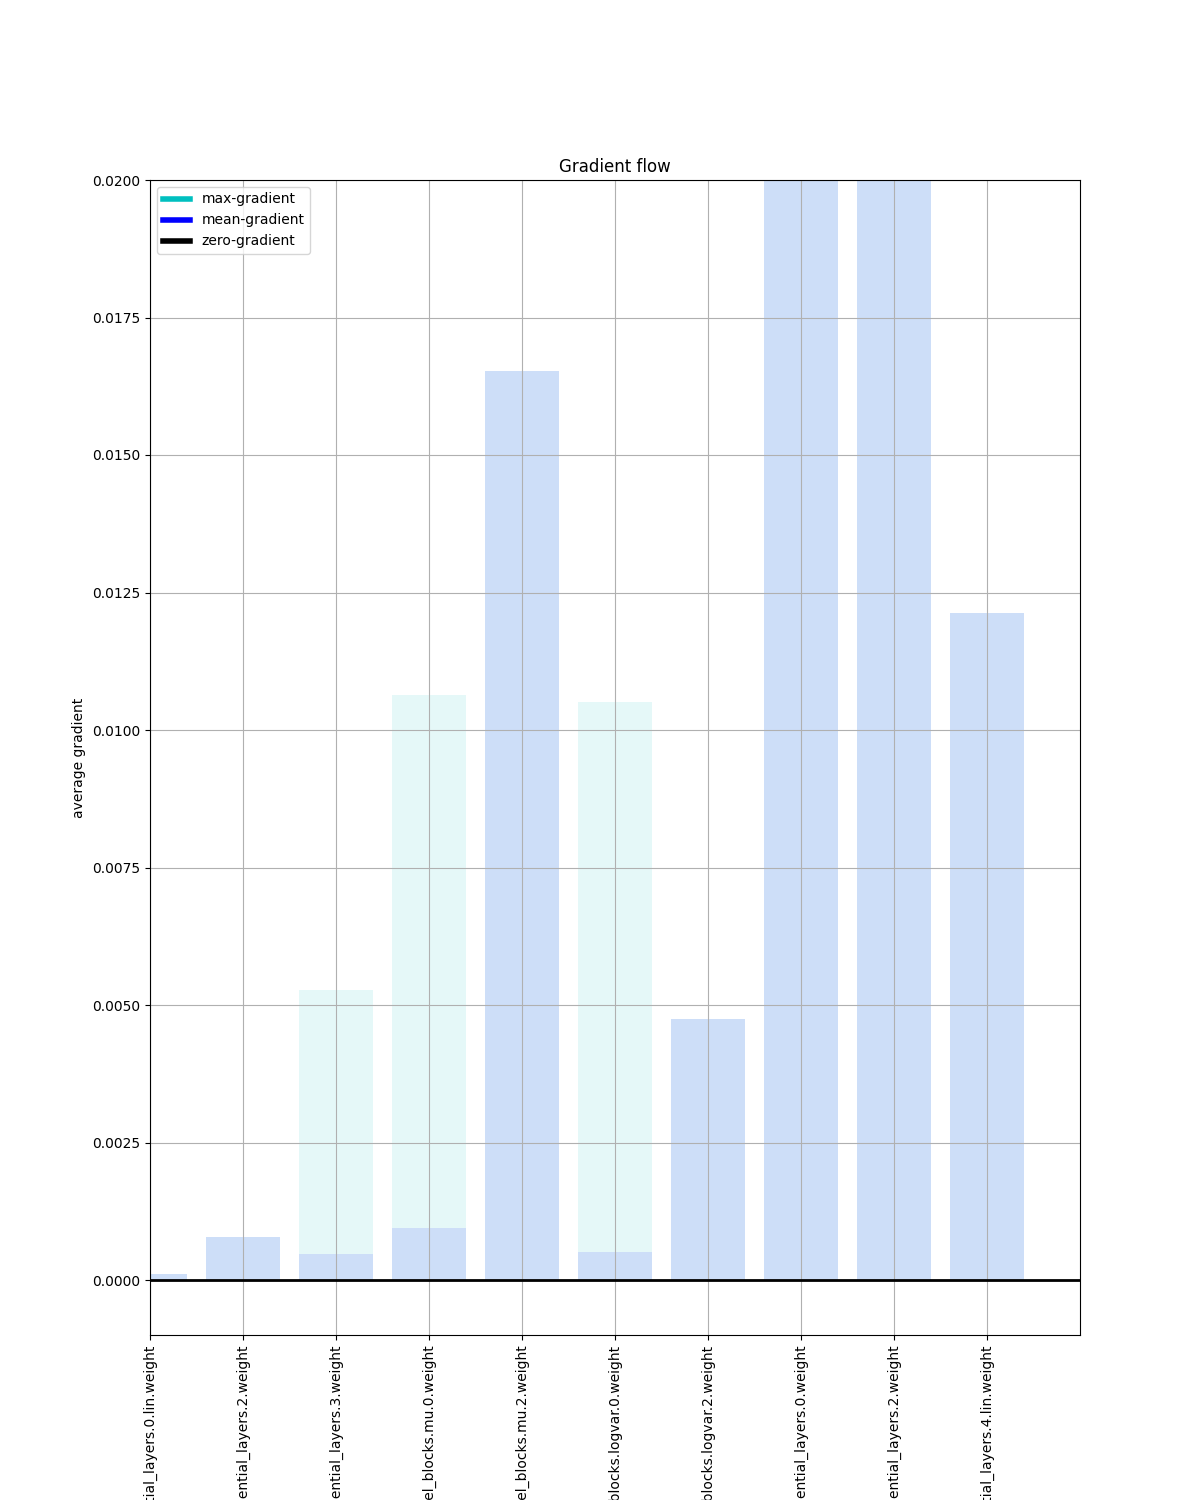 Gradient flow
max-gradient
mean-gradient
zero-gradient
0.0200
0.0175
0.0150
0.0125
0.0100
0.0075
0.0050
0.0025
0.0000
average gradient
tial_layers.0.lin.weight
ential_layers.2.weight
ential_layers.3.weight
el_blocks.mu.0.weight
el_blocks.mu.2.weight
blocks.logvar.0.weight
blocks.logvar.2.weight
ential_layers.0.weight
ential_layers.2.weight
tial_layers.4.lin.weight